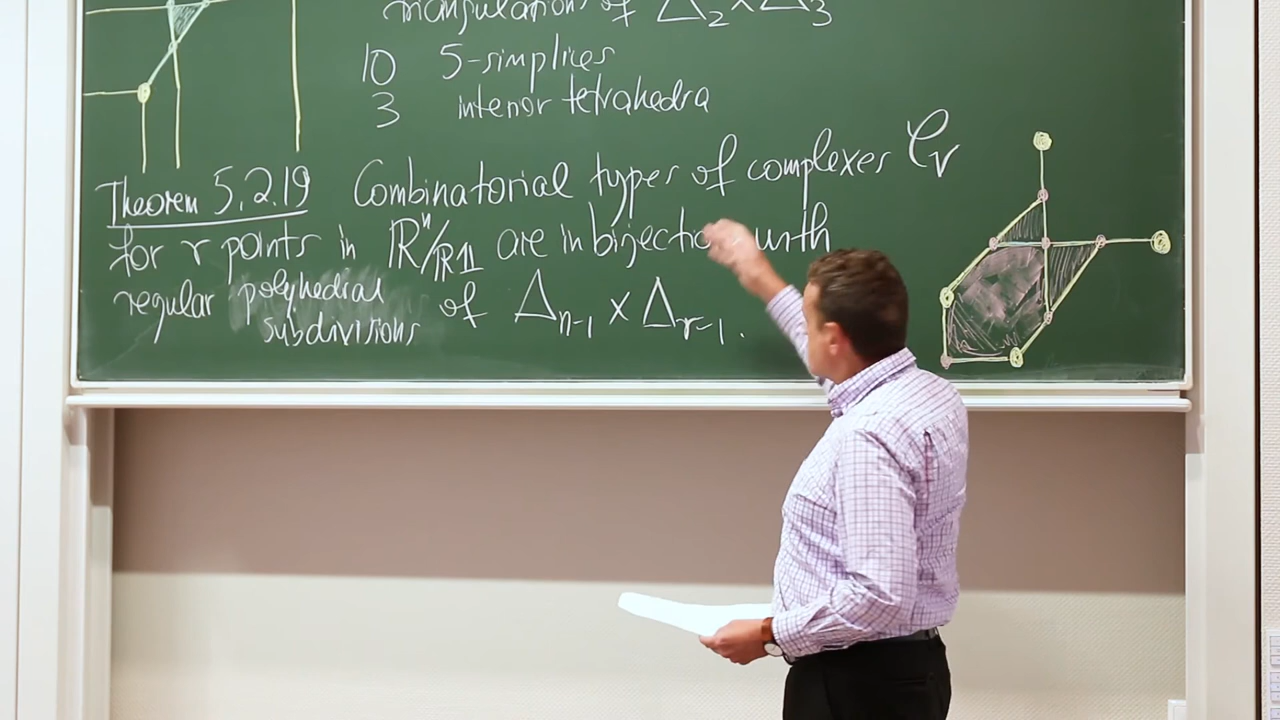 triangulations of Δ₂×Δ₃
10 5-simplices
3 interior tetrahedra
Theorem 5.2.19 Combinatorial types of complexes 𝒞_V
for r points in ℝⁿ/ℝ𝟙 are in bijection with
regular polyhedral subdivisions of Δ_{n-1} × Δ_{r-1}.